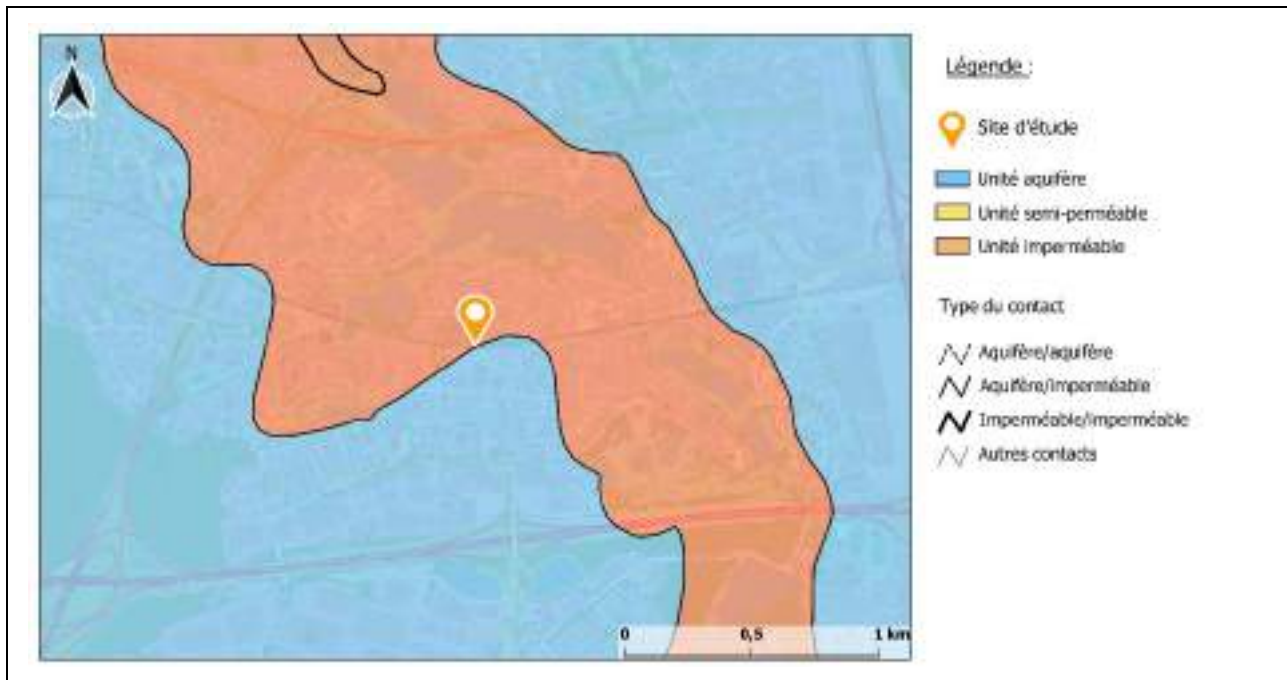 N
Légende :
Site d'étude
Unité aquifère
Unité semi-perméable
Unité imperméable
Type du contact
Aquifère/aquifère
Aquifère/imperméable
Imperméable/imperméable
Autres contacts
0 0,5 1 km